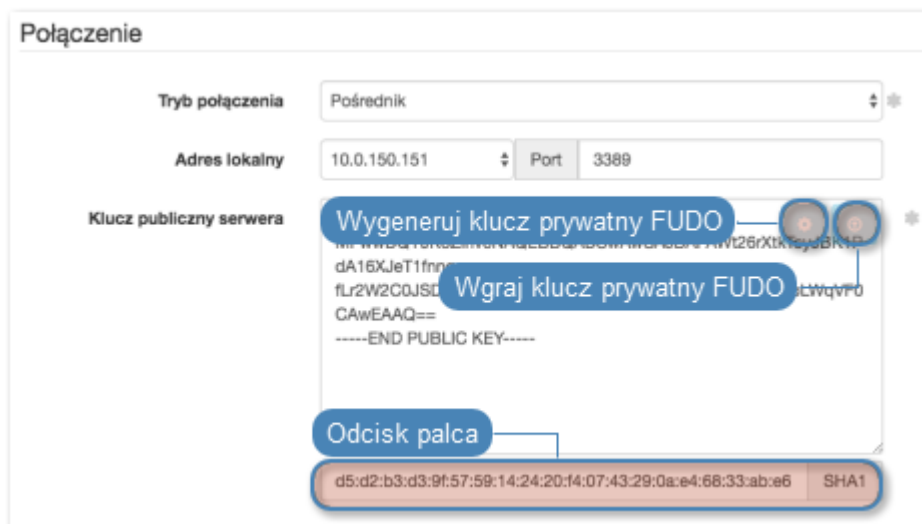 Połączenie
Tryb połączenia
Pośrednik
Adres lokalny
10.0.150.151
Port
3389
Klucz publiczny serwera
Wygeneruj klucz prywatny FUDO
dA16XJeT1fnn
Wgraj klucz prywatny FUDO
fLr2W2C0JSD
CAwEAAQ==
-----END PUBLIC KEY-----
Odcisk palca
d5:d2:b3:d3:9f:57:59:14:24:20:f4:07:43:29:0a:e4:68:33:ab:e6
SHA1